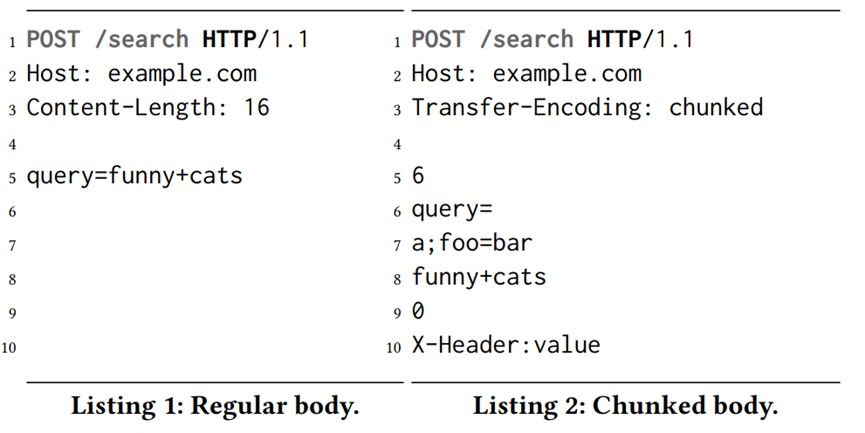 1 POST /search HTTP/1.1
2 Host: example.com
3 Content-Length: 16
4
5 query=funny+cats
6
7
8
9
10
Listing 1: Regular body.
1 POST /search HTTP/1.1
2 Host: example.com
3 Transfer-Encoding: chunked
4
5 6
6 query=
7 a;foo=bar
8 funny+cats
9 0
10 X-Header:value
Listing 2: Chunked body.